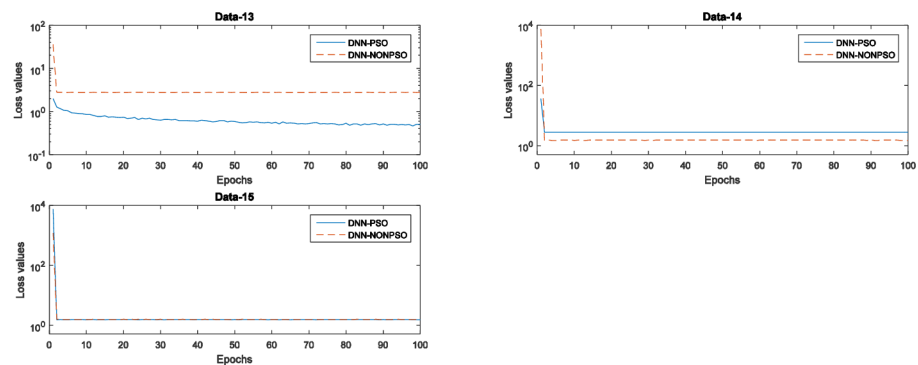 Data-13
10^2
10^1
10^0
10^-1
Loss values
0 10 20 30 40 50 60 70 80 90 100
Epochs
DNN-PSO
DNN-NONPSO
Data-14
10^4
10^2
10^0
Loss values
0 10 20 30 40 50 60 70 80 90 100
Epochs
DNN-PSO
DNN-NONPSO
Data-15
10^4
10^2
10^0
Loss values
0 10 20 30 40 50 60 70 80 90 100
Epochs
DNN-PSO
DNN-NONPSO